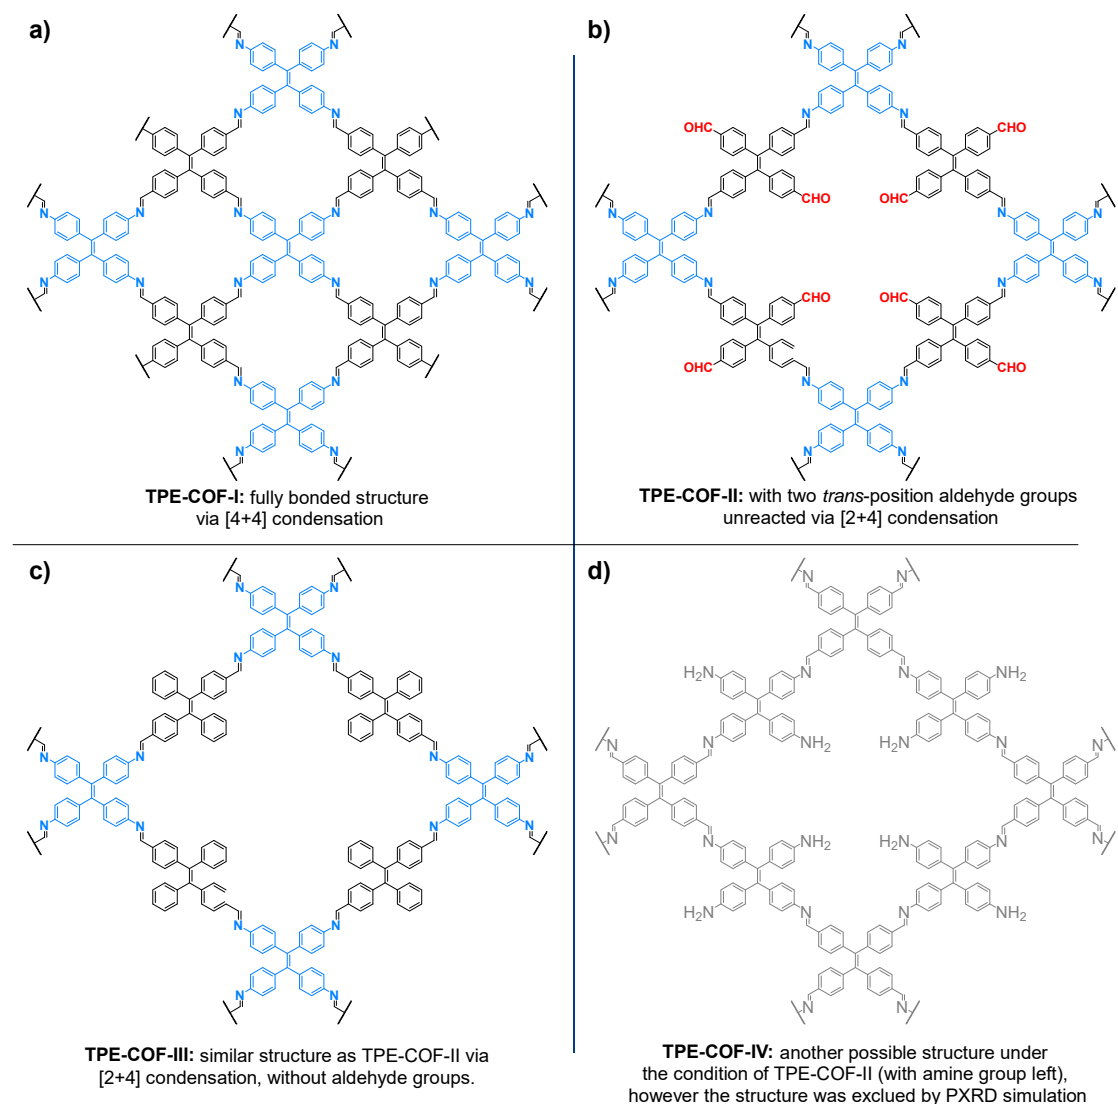 a)
N N
N N
N N N N
N N N N
N N
N N
TPE-COF-I: fully bonded structure
via [4+4] condensation
b)
N N
N N
OHC CHO
CHO OHC
N N N N
N N N N
CHO OHC
OHC CHO
N N
N N
TPE-COF-II: with two trans-position aldehyde groups
unreacted via [2+4] condensation
c)
N N
N N
N N N N
N N N N
N N
N N
TPE-COF-III: similar structure as TPE-COF-II via
[2+4] condensation, without aldehyde groups.
d)
N N
N N
H₂N NH₂
NH₂ H₂N
N N N N
N N N N
NH₂ H₂N
H₂N NH₂
N N
N N
TPE-COF-IV: another possible structure under
the condition of TPE-COF-II (with amine group left),
however the structure was exclued by PXRD simulation